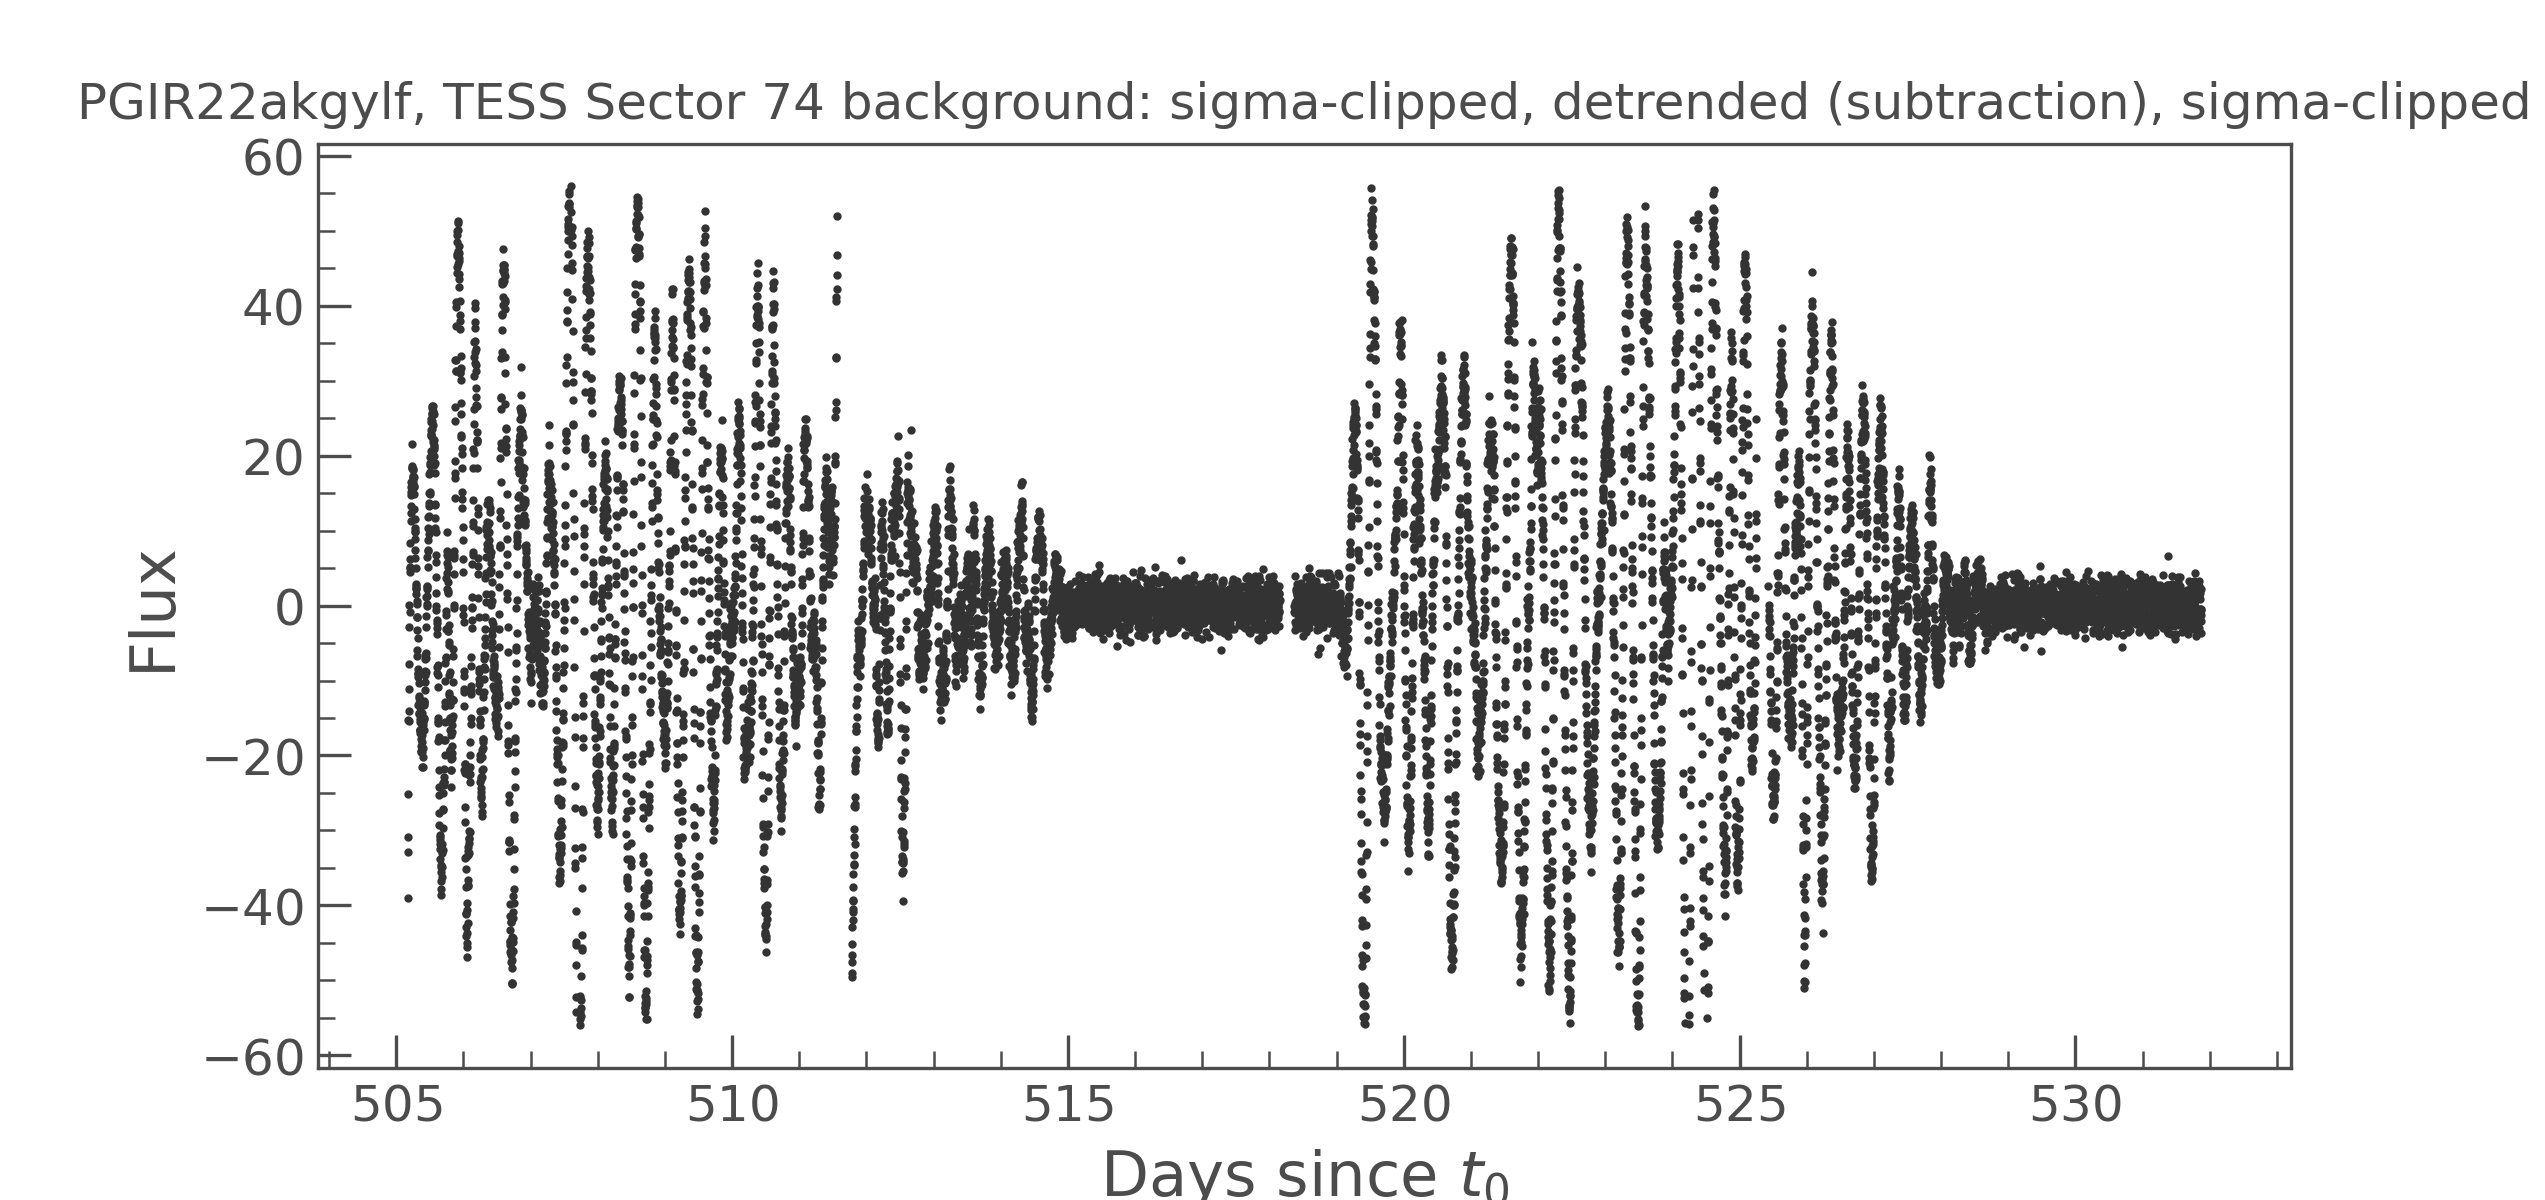 PGIR22akgylf, TESS Sector 74 background: sigma-clipped, detrended (subtraction), sigma-clipped
60
40
20
0
−20
−40
−60
Flux
505 510 515 520 525 530
Days since t0